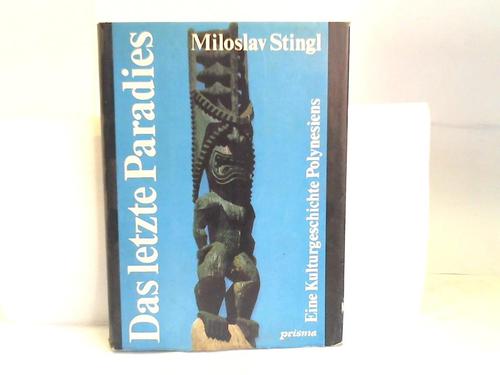 Miloslav Stingl
Das letzte Paradies
Eine Kulturgeschichte Polynesiens
prisma